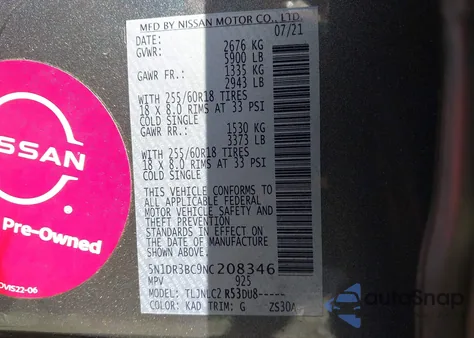 MFD BY NISSAN MOTOR CO., LTD.
DATE: 07/21
GVWR: 2676 KG
5900 LB
GAWR FR.: 1335 KG
2943 LB
WITH 255/60R18 TIRES
18 X 8.0 RIMS AT 33 PSI
COLD SINGLE
GAWR RR.: 1530 KG
3373 LB
WITH 255/60R18 TIRES
18 X 8.0 RIMS AT 33 PSI
COLD SINGLE
THIS VEHICLE CONFORMS TO
ALL APPLICABLE FEDERAL
MOTOR VEHICLE SAFETY AND
THEFT PREVENTION
STANDARDS IN EFFECT ON
THE DATE OF MANUFACTURE
SHOWN ABOVE.
5N1DR3BC9NC208346
MPV 925
MODEL: TLJNLC2 R53DU8-----
COLOR: KAD TRIM: G ZS30A
ISSAN
Pre-Owned
OVIS22-06
AutoSnap